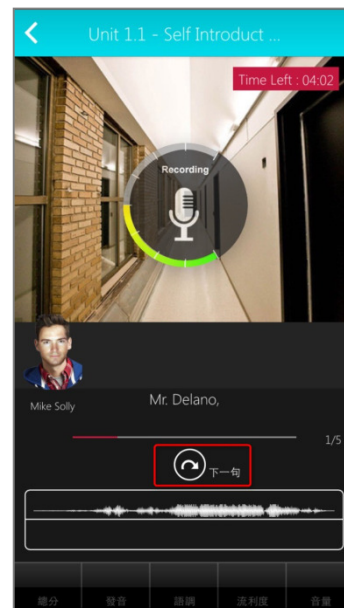 Unit 1.1 - Self Introduct ...
Time Left : 04:02
Recording
Mike Solly
Mr. Delano,
1/5
下一句
總分 發音 語調 流利度 音量